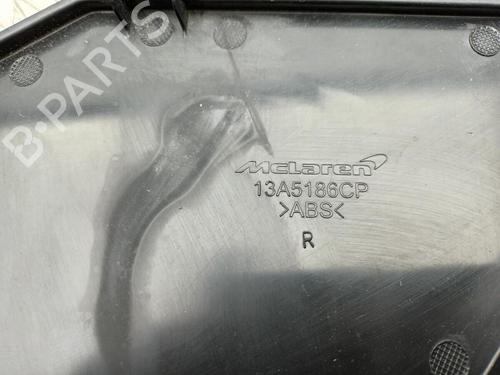 B-PARTS
McLaren
13A5186CP
>ABS<
R